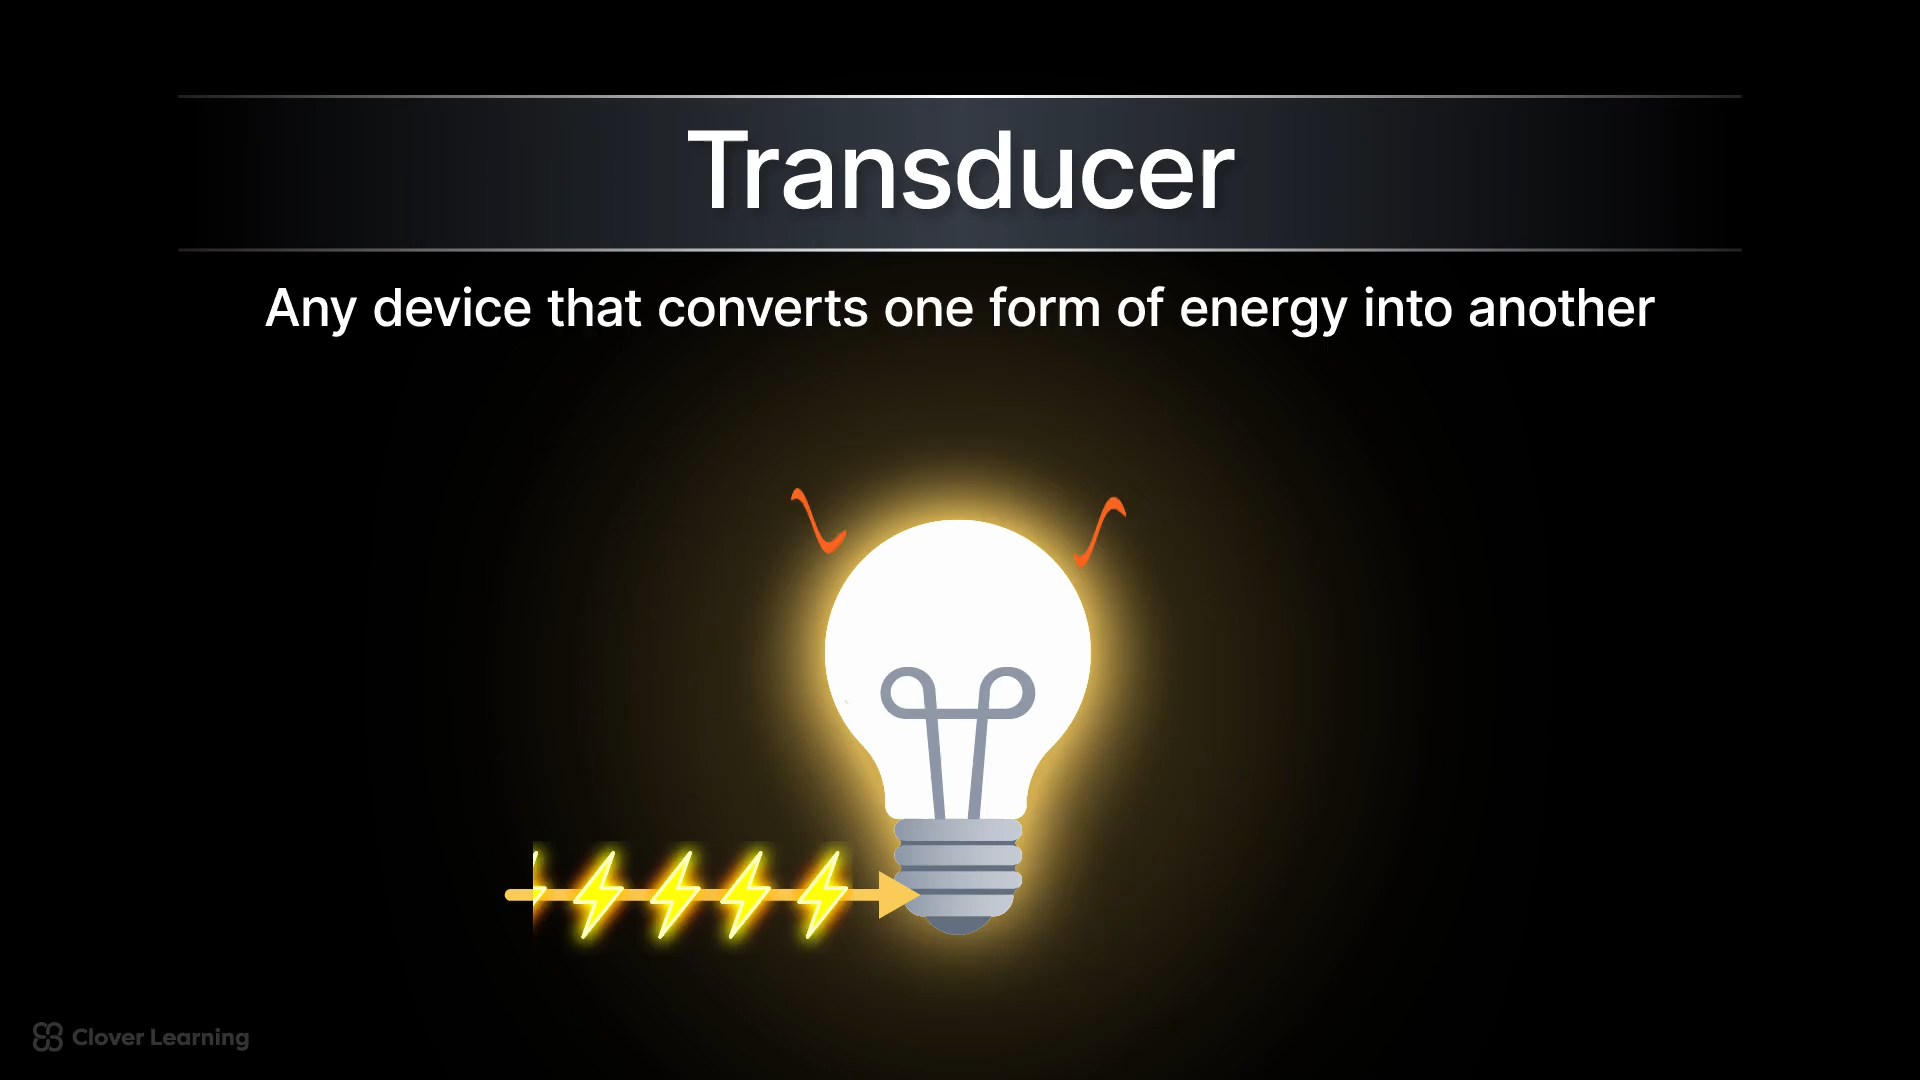 Transducer
Any device that converts one form of energy into another
Clover Learning